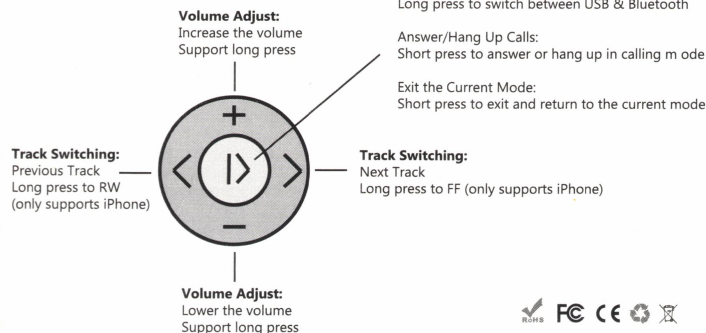 Long press to switch between USB & Bluetooth
Volume Adjust:
Increase the volume
Support long press
Answer/Hang Up Calls:
Short press to answer or hang up in calling m ode
Exit the Current Mode:
Short press to exit and return to the current mode
+
Track Switching:
Previous Track
Long press to RW
(only supports iPhone)
Track Switching:
Next Track
Long press to FF (only supports iPhone)
−
Volume Adjust:
Lower the volume
Support long press
RoHS FC CE